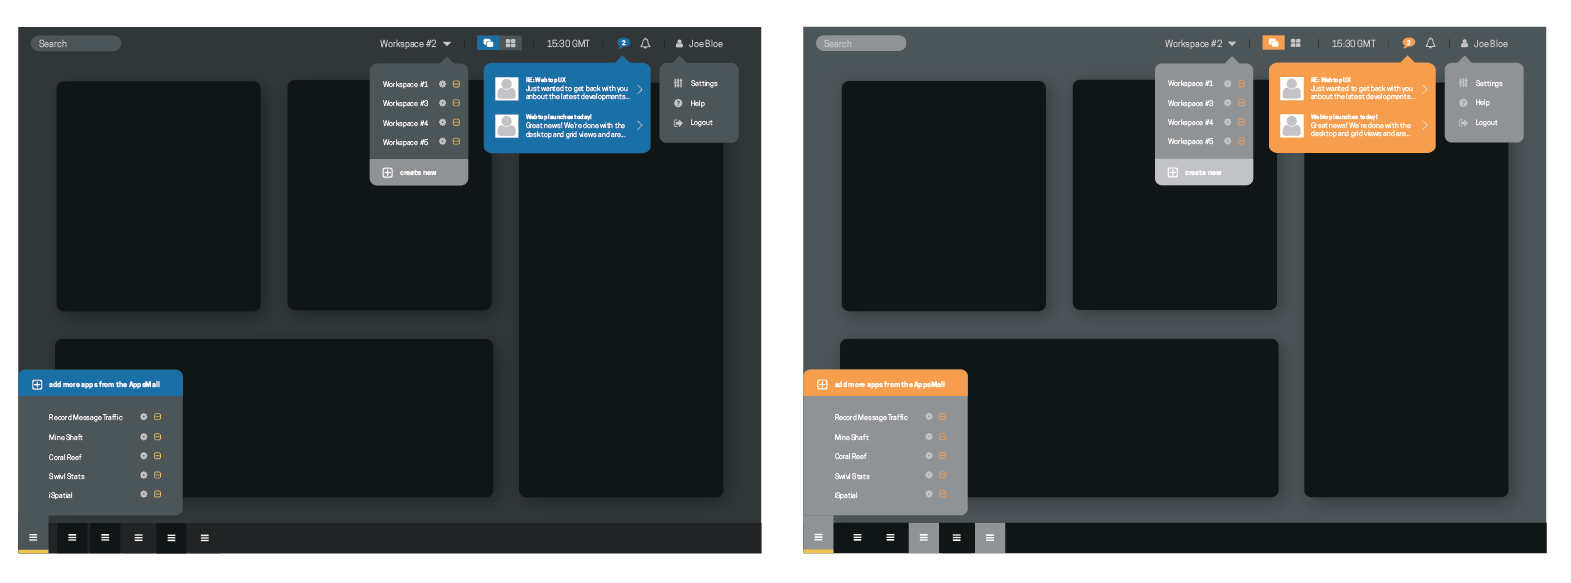 Search
Workspace #2
15:30 GMT
2
Joe Bloe
Workspace #1
Workspace #3
Workspace #4
Workspace #5
create new
RE: Webtop UX
Just wanted to get back with you
anbout the latest developments...
Webtop launches today!
Great news! We're done with the
desktop and grid views and are...
Settings
Help
Logout
add more apps from the AppsMall
Record Message Traffic
Mine Shaft
Coral Reef
Swivl Stats
iSpatial
Search
Workspace #2
15:30 GMT
2
Joe Bloe
Workspace #1
Workspace #3
Workspace #4
Workspace #5
create new
RE: Webtop UX
Just wanted to get back with you
anbout the latest developments...
Webtop launches today!
Great news! We're done with the
desktop and grid views and are...
Settings
Help
Logout
add more apps from the AppsMall
Record Message Traffic
Mine Shaft
Coral Reef
Swivl Stats
iSpatial